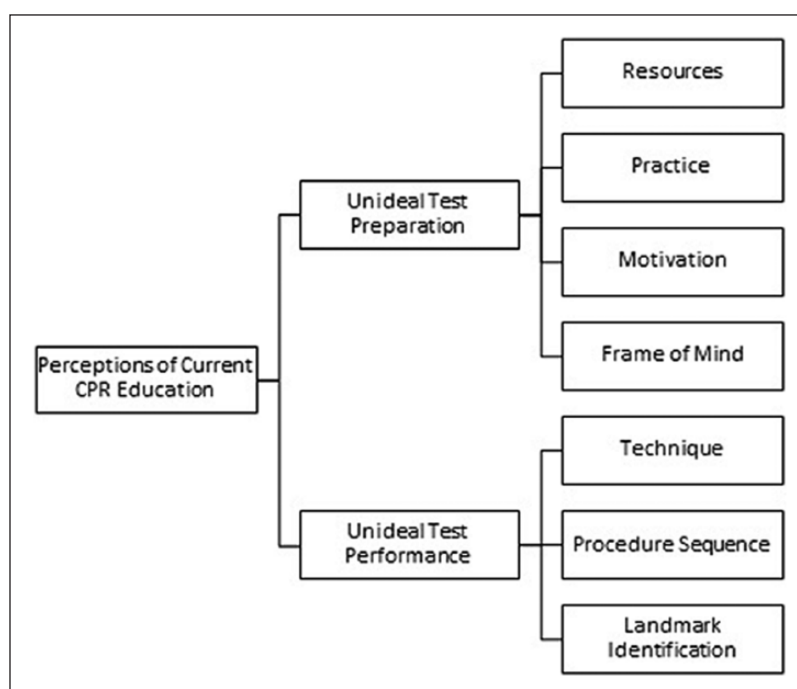 Perceptions of Current
CPR Education
Unideal Test
Preparation
Resources
Practice
Motivation
Frame of Mind
Unideal Test
Performance
Technique
Procedure Sequence
Landmark
Identification